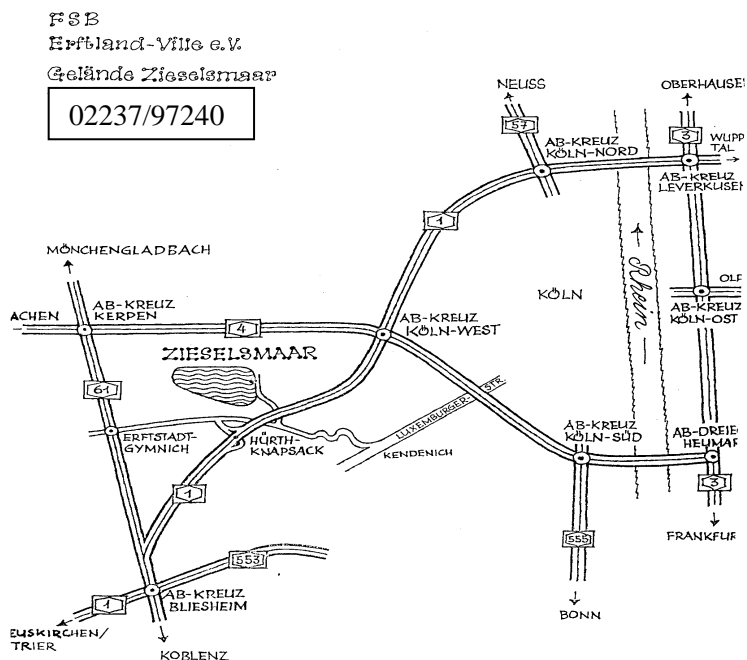 FSB
Erftland-Ville e.V.
Gelände Zieselsmaar
02237/97240
NEUSS
OBERHAUSE
57
3
AB-KREUZ
KÖLN-NORD
WUPP
TAL
AB-KREUZ
LEVERKUSEN
1
MÖNCHENGLADBACH
Rhein
ACHEN
AB-KREUZ
KERPEN
4
AB-KREUZ
KÖLN-WEST
KÖLN
OLP
AB-KREUZ
KÖLN-OST
ZIESELSMAAR
61
LUXEMBURGER-STR
ERFTSTADT-
GYMNICH
HÜRTH-
KNAPSACK
KENDENICH
AB-KREUZ
KÖLN-SÜD
AB-DREIE
HEUMAR
1
3
555
FRANKFUR
553
1
AB-KREUZ
BLIESHEIM
BONN
EUSKIRCHEN/
TRIER
KOBLENZ